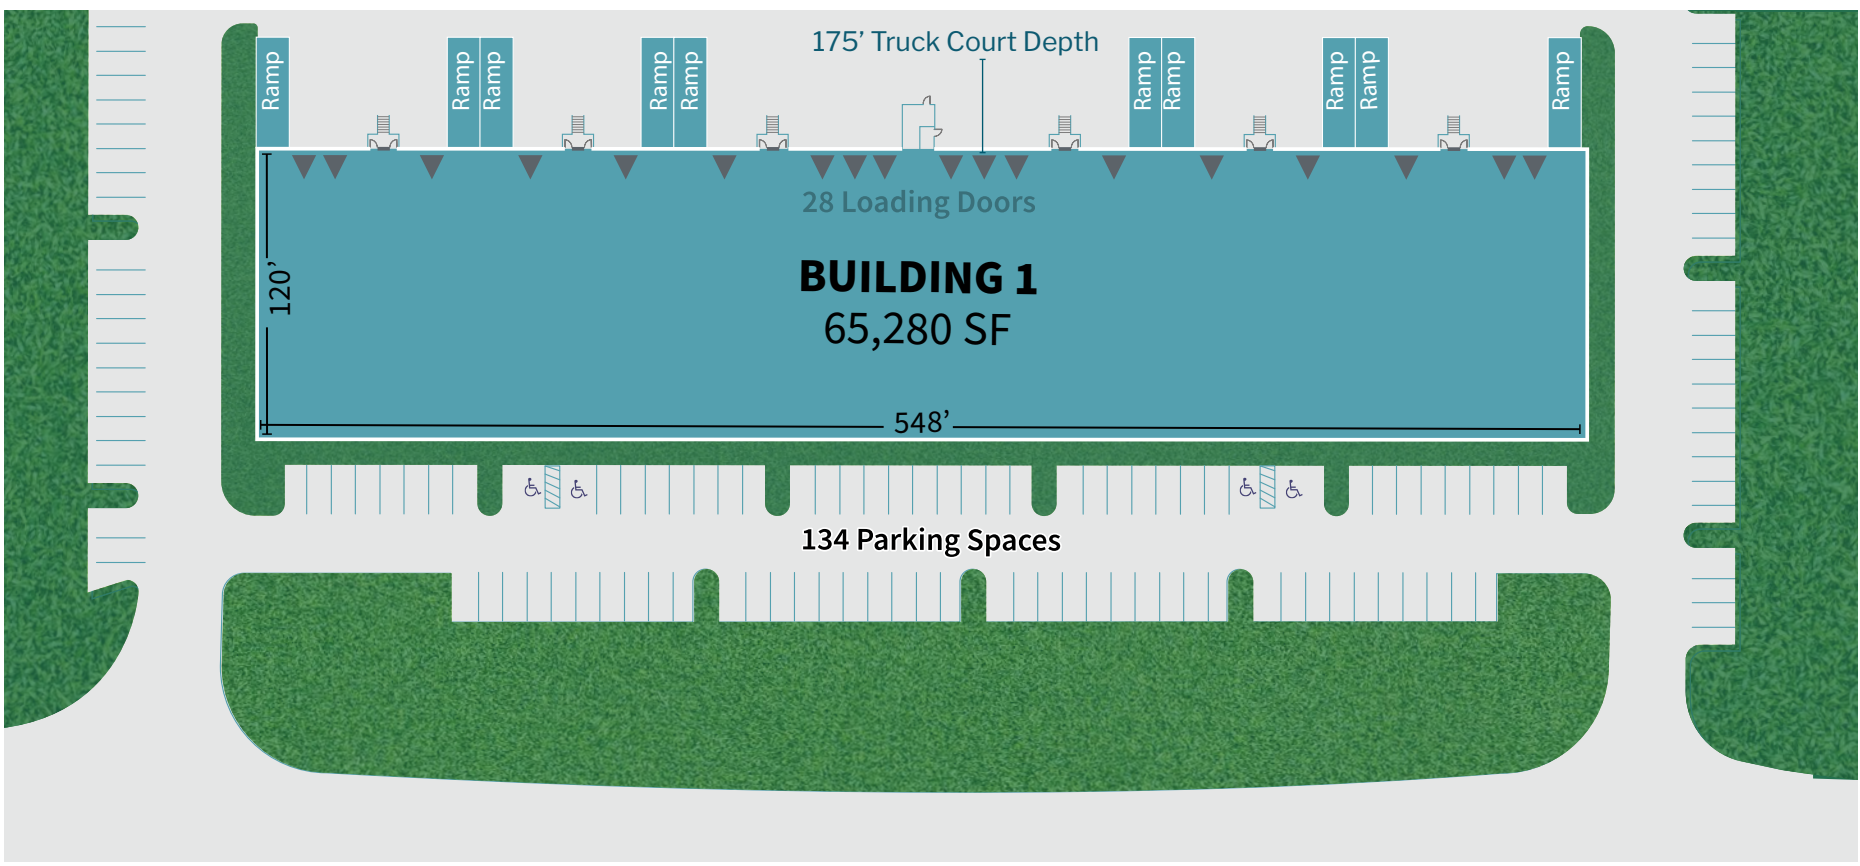 175’ Truck Court Depth
Ramp
Ramp
Ramp
Ramp
Ramp
Ramp
Ramp
Ramp
Ramp
Ramp
28 Loading Doors
BUILDING 1
65,280 SF
120’
548’
134 Parking Spaces